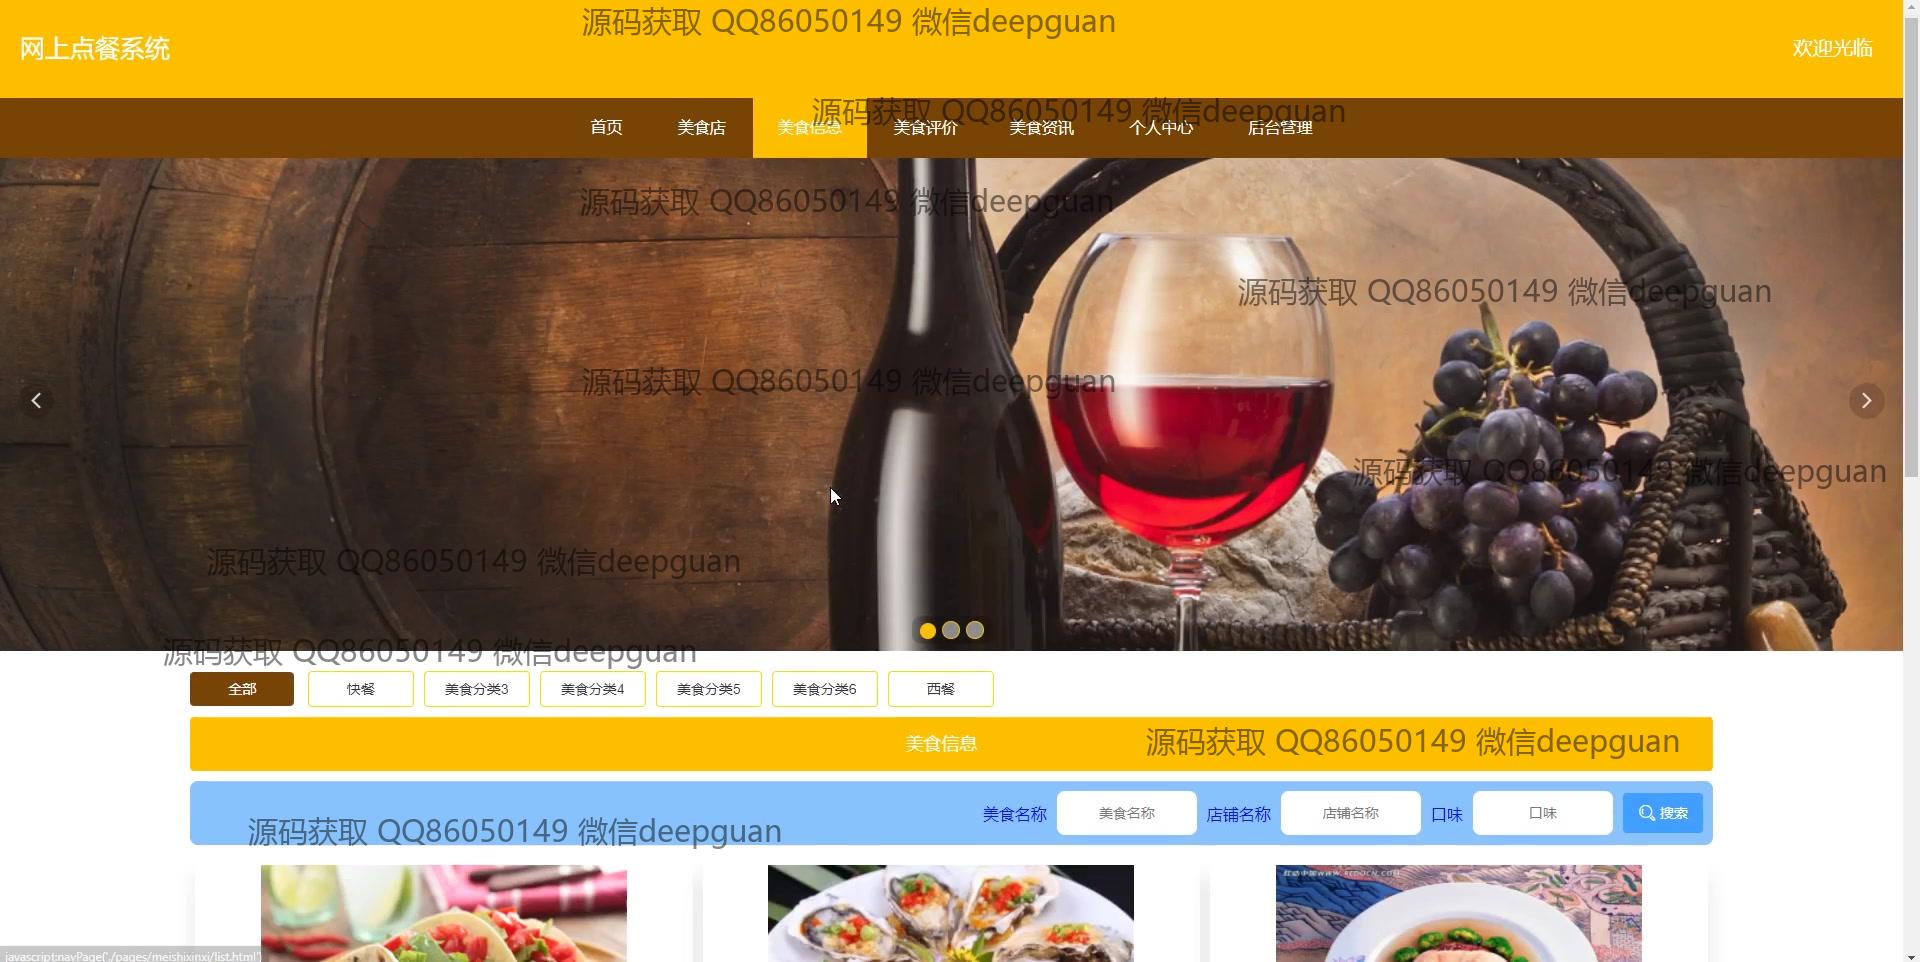 源码获取 QQ86050149 微信deepguan
网上点餐系统
欢迎光临
源码获取 QQ86050149 微信deepguan
首页 美食店 美食信息 美食评价 美食资讯 个人中心 后台管理
源码获取 QQ86050149 微信deepguan
源码获取 QQ86050149 微信deepguan
源码获取 QQ86050149 微信deepguan
源码获取 QQ86050149 微信deepguan
源码获取 QQ86050149 微信deepguan
源码获取 QQ86050149 微信deepguan
全部 快餐 美食分类3 美食分类4 美食分类5 美食分类6 西餐
美食信息
源码获取 QQ86050149 微信deepguan
美食名称 美食名称 店铺名称 店铺名称 口味 口味 搜索
源码获取 QQ86050149 微信deepguan
红动中国WWW.REDOCN.COM
javascript:navPage('./pages/meishixinxi/list.html')